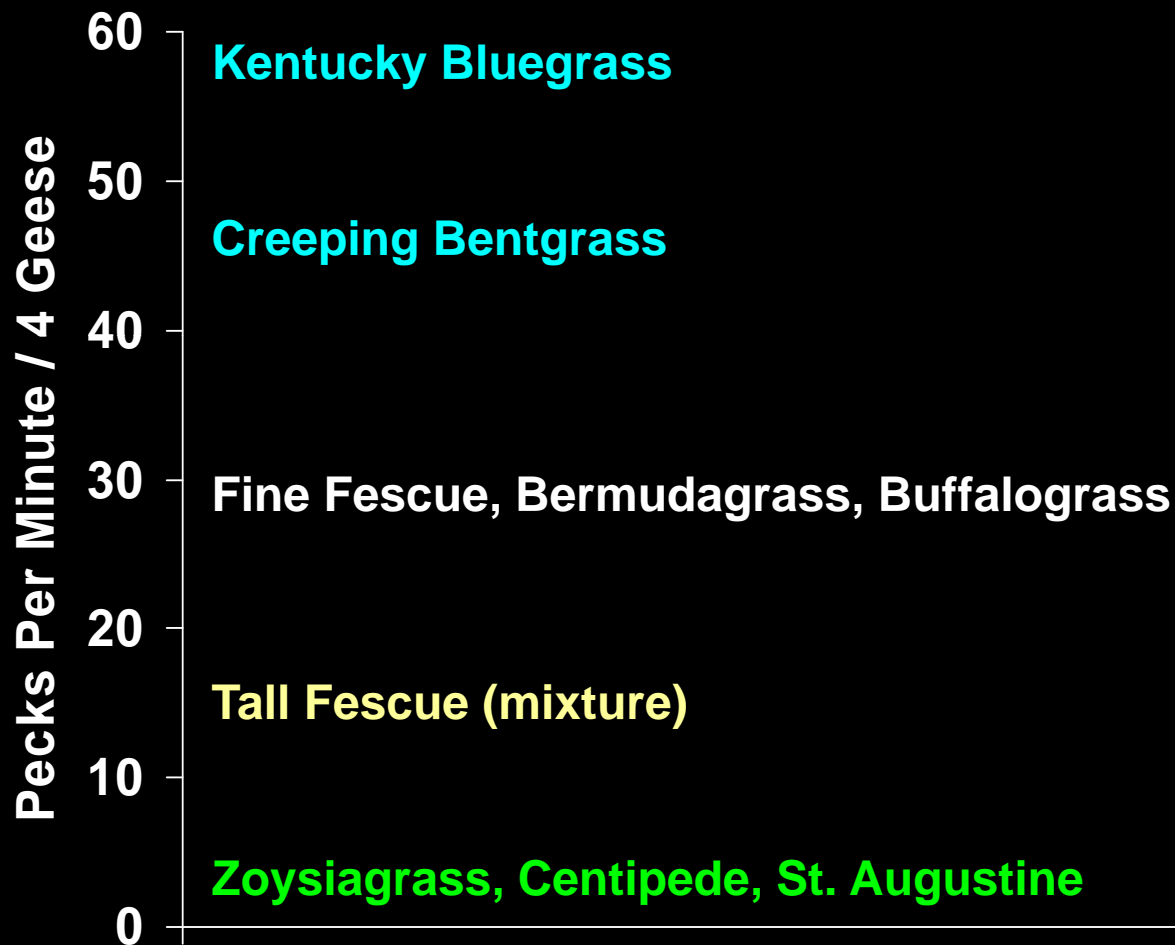 Pecks Per Minute / 4 Geese
60
Kentucky Bluegrass
50
Creeping Bentgrass
40
30
Fine Fescue, Bermudagrass, Buffalograss
20
Tall Fescue (mixture)
10
Zoysiagrass, Centipede, St. Augustine
0